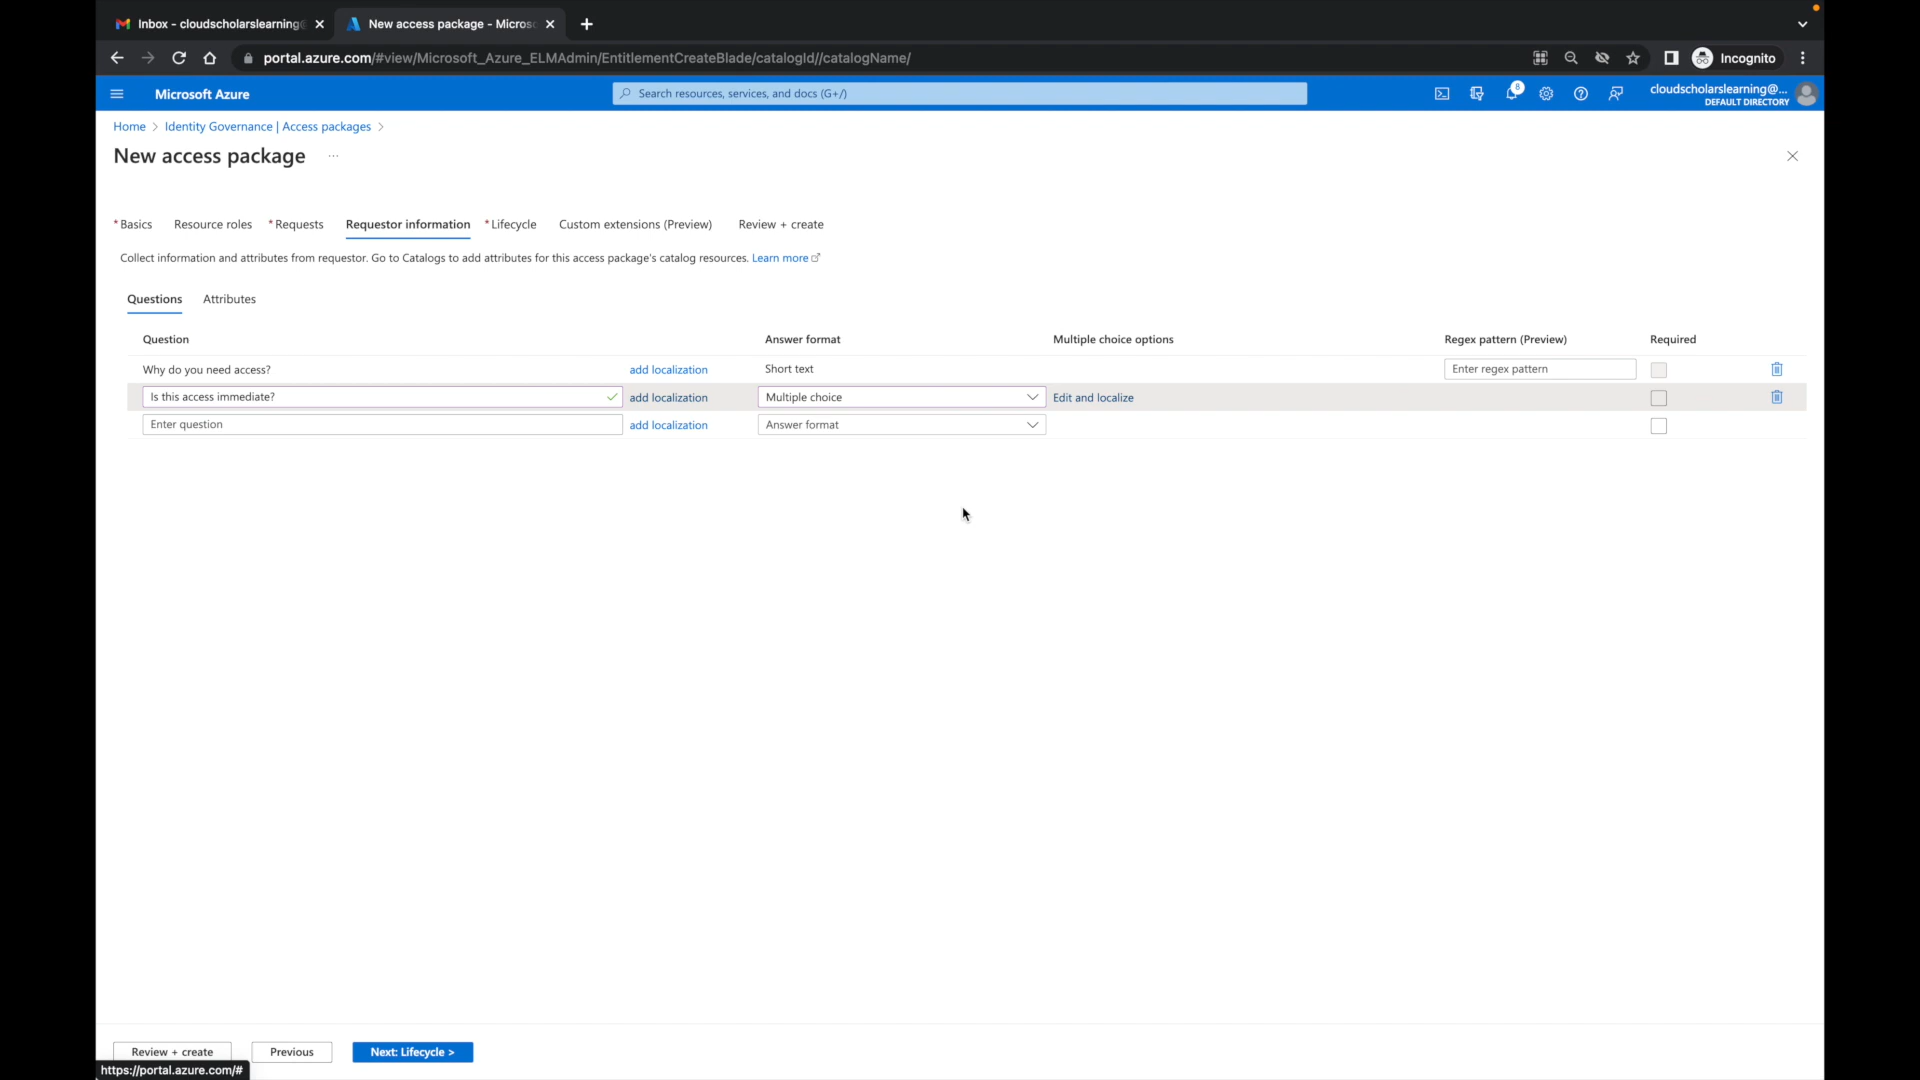 Inbox - cloudscholarslearning@
New access package - Micros
portal.azure.com/#view/Microsoft_Azure_ELMAdmin/EntitlementCreateBlade/catalogId//catalogName/
Incognito
Microsoft Azure
Search resources, services, and docs (G+/)
8
cloudscholarslearning@...
DEFAULT DIRECTORY
Home > Identity Governance | Access packages >
New access package ...
* Basics Resource roles * Requests Requestor information * Lifecycle Custom extensions (Preview) Review + create
Collect information and attributes from requestor. Go to Catalogs to add attributes for this access package's catalog resources. Learn more
Questions Attributes
Question Answer format Multiple choice options Regex pattern (Preview) Required
Why do you need access? add localization Short text Enter regex pattern
Is this access immediate? add localization Multiple choice Edit and localize
Enter question add localization Answer format
Review + create Previous Next: Lifecycle >
https://portal.azure.com/#